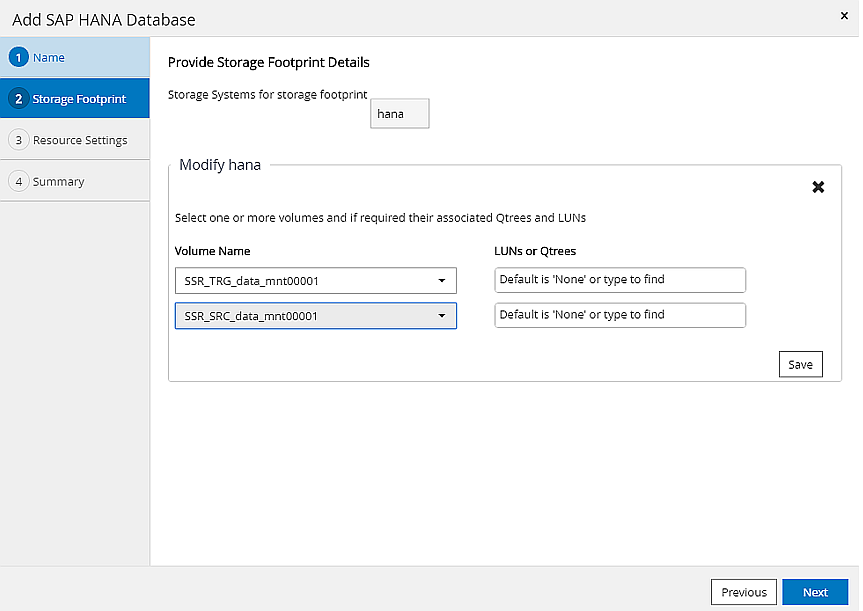 Add SAP HANA Database
×
1 Name
2 Storage Footprint
3 Resource Settings
4 Summary
Provide Storage Footprint Details
Storage Systems for storage footprint
hana
Modify hana
Select one or more volumes and if required their associated Qtrees and LUNs
Volume Name LUNs or Qtrees
SSR_TRG_data_mnt00001 Default is 'None' or type to find
SSR_SRC_data_mnt00001 Default is 'None' or type to find
Save
Previous Next